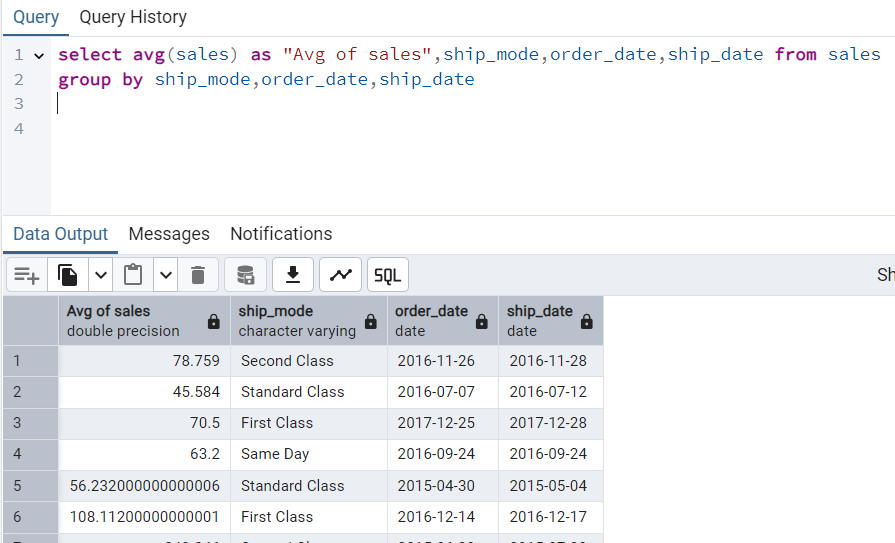 Query Query History
1 select avg(sales) as "Avg of sales",ship_mode,order_date,ship_date from sales
2 group by ship_mode,order_date,ship_date
3
4
Data Output Messages Notifications
SQL Sh
Avg of sales ship_mode order_date ship_date
double precision character varying date date
1 78.759 Second Class 2016-11-26 2016-11-28
2 45.584 Standard Class 2016-07-07 2016-07-12
3 70.5 First Class 2017-12-25 2017-12-28
4 63.2 Same Day 2016-09-24 2016-09-24
5 56.232000000000006 Standard Class 2015-04-30 2015-05-04
6 108.11200000000001 First Class 2016-12-14 2016-12-17